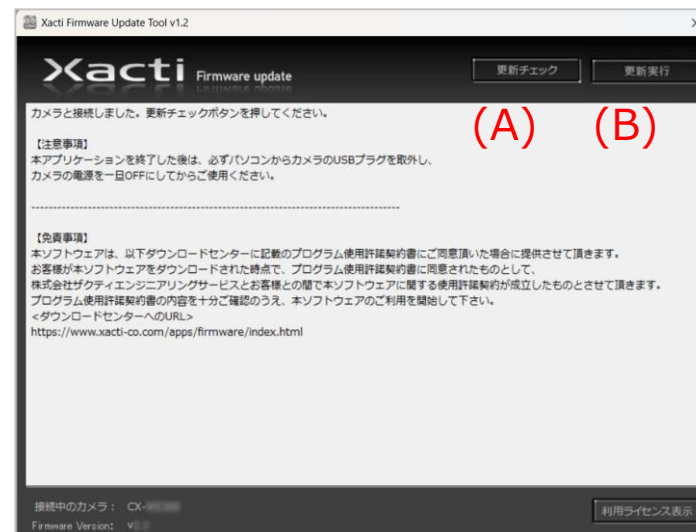 Xacti Firmware Update Tool v1.2
Xacti Firmware update
更新チェック
更新実行
(A)
(B)
カメラと接続しました。更新チェックボタンを押してください。
【注意事項】
本アプリケーションを終了した後は、必ずパソコンからカメラのUSBプラグを取外し、
カメラの電源を一旦OFFにしてからご使用ください。
------------------------------------------------------------------------------------
【免責事項】
本ソフトウェアは、以下ダウンロードセンターに記載のプログラム使用許諾契約書にご同意頂いた場合に提供させて頂きます。
お客様が本ソフトウェアをダウンロードされた時点で、プログラム使用許諾契約書に同意されたものとして、
株式会社ザクティエンジニアリングサービスとお客様との間で本ソフトウェアに関する使用許諾契約が成立したものとさせて頂きます。
プログラム使用許諾契約書の内容を十分ご確認のうえ、本ソフトウェアのご利用を開始して下さい。
<ダウンロードセンターへのURL>
https://www.xacti-co.com/apps/firmware/index.html
接続中のカメラ： CX-
Firmware Version: V
利用ライセンス表示